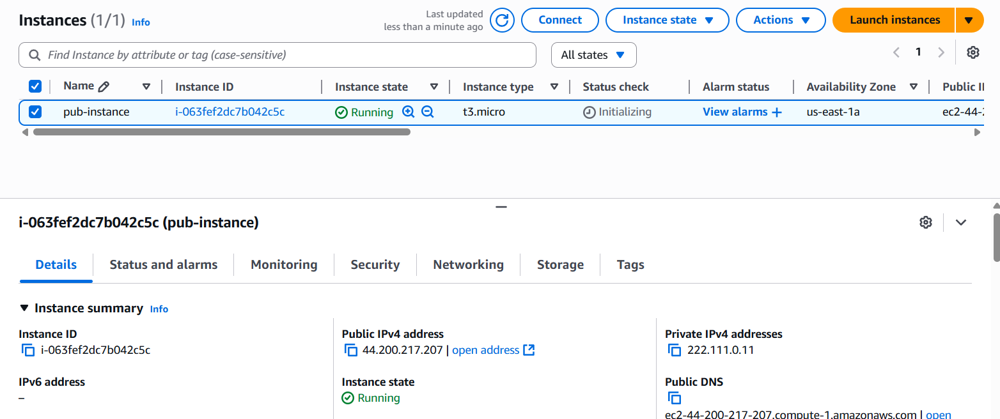 Instances (1/1) Info
Last updated
less than a minute ago
Connect
Instance state
Actions
Launch instances
Find Instance by attribute or tag (case-sensitive)
All states
1
Name Instance ID Instance state Instance type Status check Alarm status Availability Zone Public
pub-instance i-063fef2dc7b042c5c Running t3.micro Initializing View alarms + us-east-1a ec2-44-
i-063fef2dc7b042c5c (pub-instance)
Details Status and alarms Monitoring Security Networking Storage Tags
Instance summary Info
Instance ID
i-063fef2dc7b042c5c
Public IPv4 address
44.200.217.207 | open address
Private IPv4 addresses
222.111.0.11
IPv6 address
–
Instance state
Running
Public DNS
ec2-44-200-217-207.compute-1.amazonaws.com | open